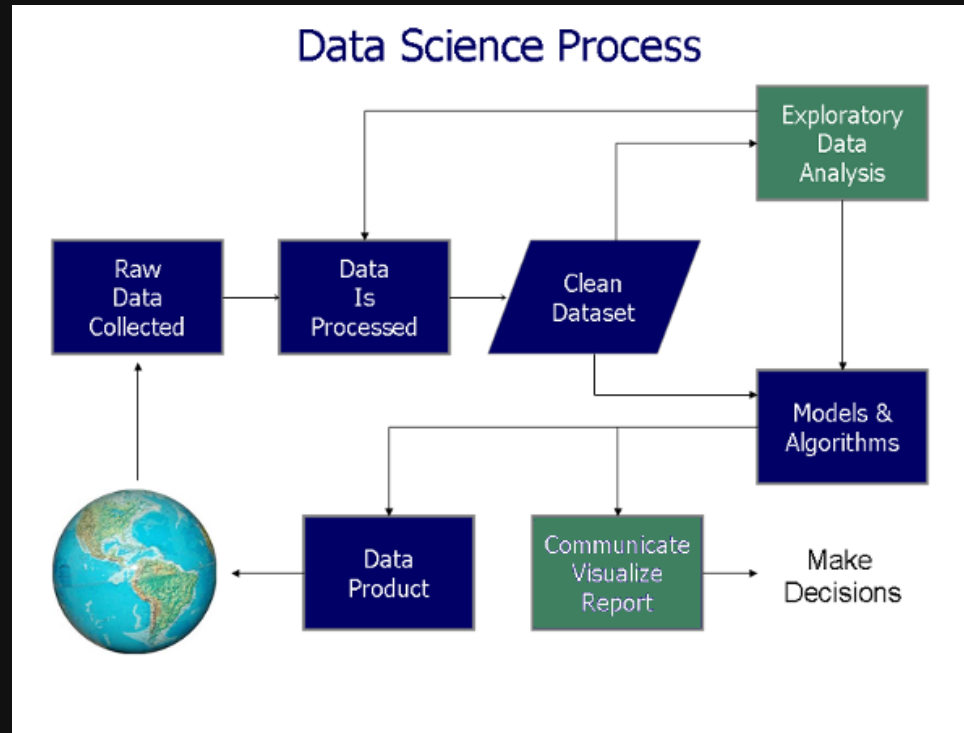 Data Science Process
Exploratory
Data
Analysis
Raw
Data
Collected
Data
Is
Processed
Clean
Dataset
Models &
Algorithms
Data
Product
Communicate
Visualize
Report
Make
Decisions